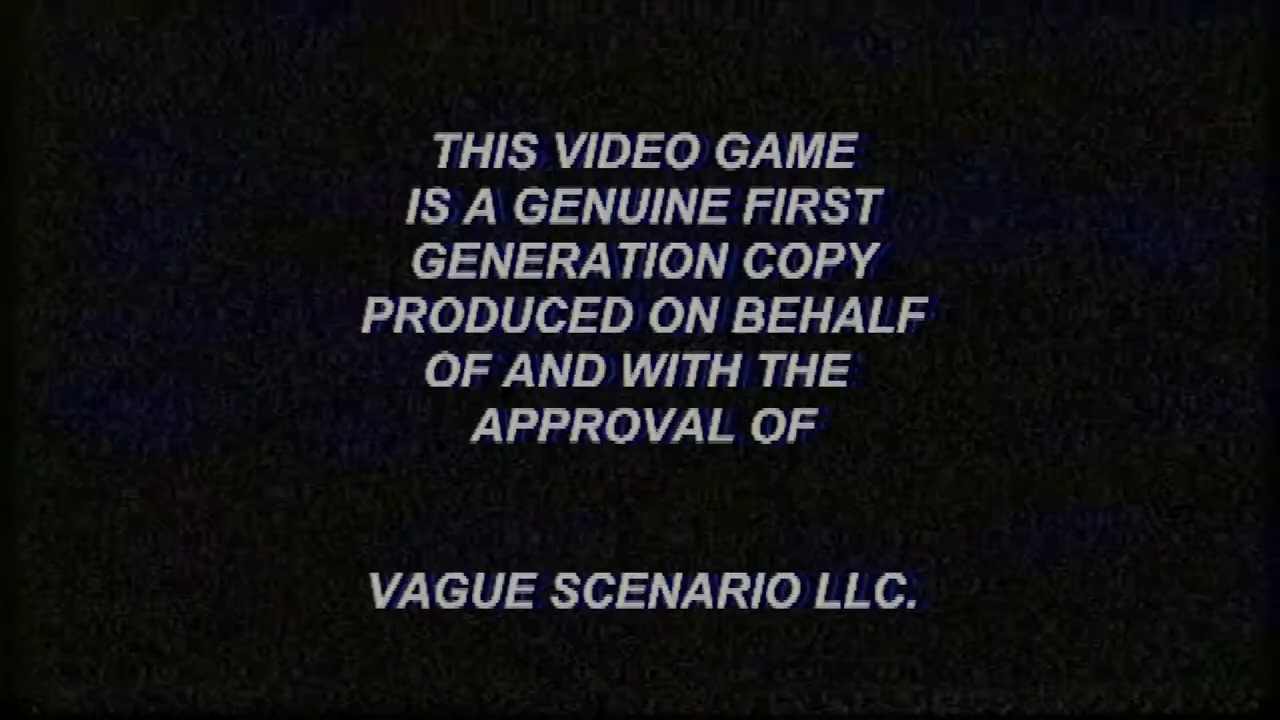 THIS VIDEO GAME
IS A GENUINE FIRST
GENERATION COPY
PRODUCED ON BEHALF
OF AND WITH THE
APPROVAL OF
VAGUE SCENARIO LLC.